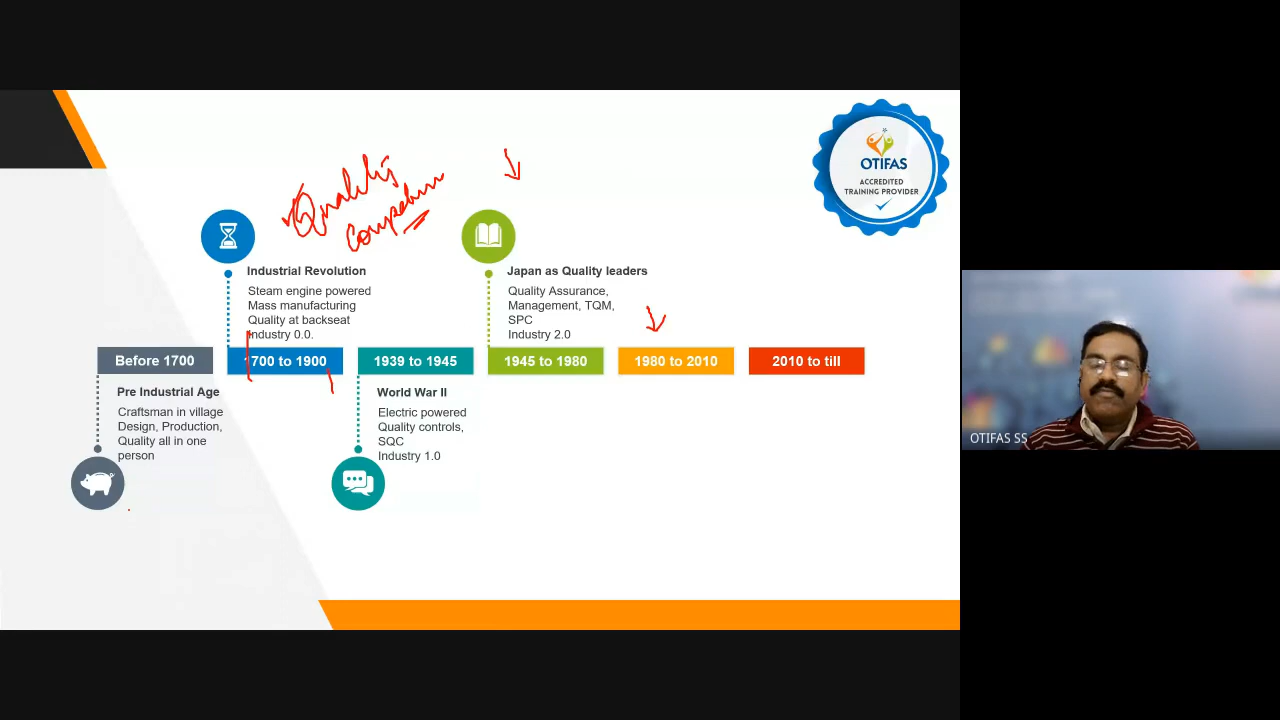 OTIFAS
ACCREDITED
TRAINING PROVIDER
Quality
Industrial Revolution
Steam engine powered
Mass manufacturing
Quality at backseat
Industry 0.0.
Japan as Quality leaders
Quality Assurance,
Management, TQM,
SPC
Industry 2.0
Before 1700
1700 to 1900
1939 to 1945
1945 to 1980
1980 to 2010
2010 to till
Pre Industrial Age
Craftsman in village
Design, Production,
Quality all in one
person
World War II
Electric powered
Quality controls,
SQC
Industry 1.0
OTIFAS SS